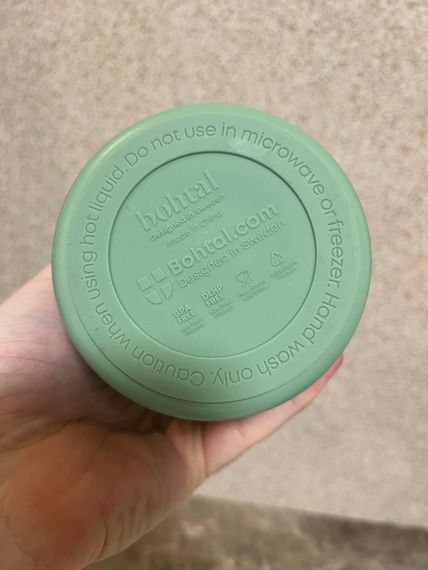 Caution when using hot liquid. Do not use in microwave or freezer. Hand wash only.
bohtal
Designed in Sweden
Made in China
Bohtal.com
Designed in Sweden
BPA
FREE
DEHP
FREE